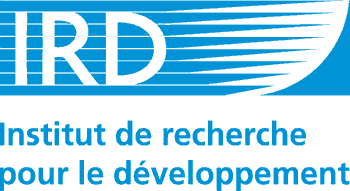 IRD
Institut de recherche
pour le développement